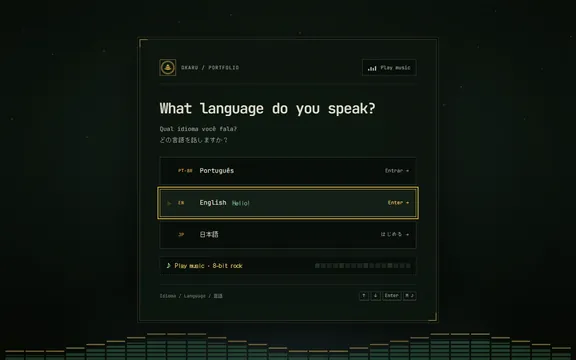 OKARU / PORTFOLIO
Play music
What language do you speak?
Qual idioma você fala?
どの言語を話しますか？
PT-BR Português Entrar
EN English Hello! Enter
JP 日本語 はじめる
♪ Play music · 8-bit rock
Idioma / Language / 言語
↑ ↓ Enter M ♪